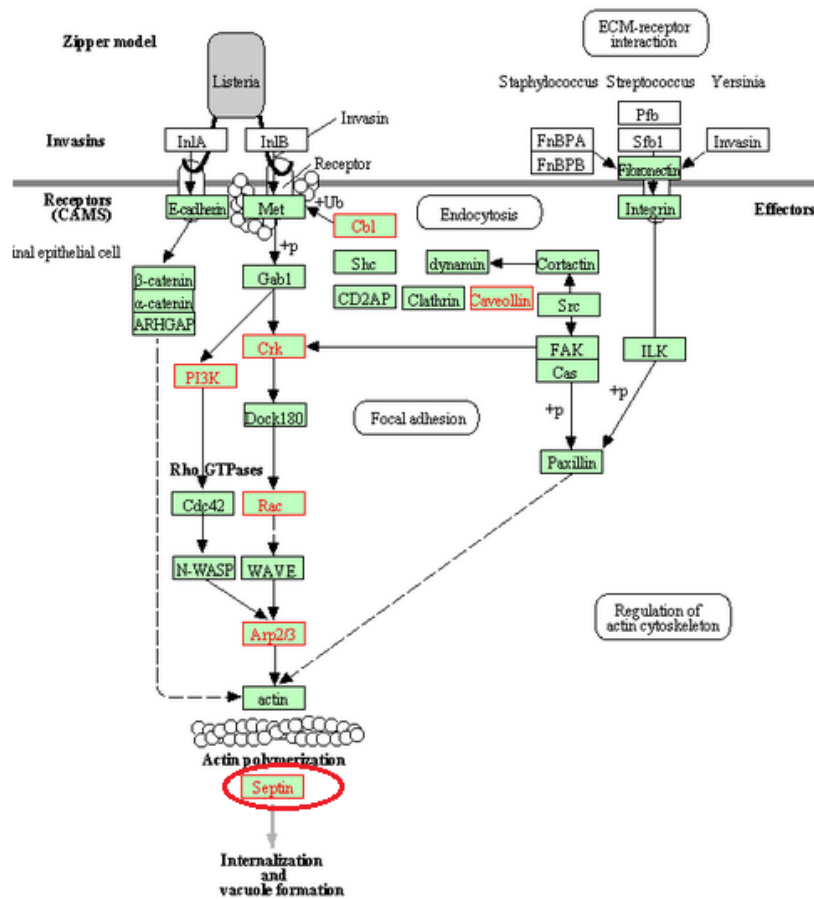 Zipper model
ECM-receptor
interaction
Listeria
Staphylococcus Streptococcus Yersinia
Pfb
Invasin
Invasins
InlA
InlB
FnBPA
Sfb1
Invasin
FnBPB
Receptor
Fibronectin
Receptors
(CAMS)
E-cadherin
Met
+Ub
Endocytosis
Integrin
Effectors
Cbl
inal epithelial cell
+p
β-catenin
Gab1
Shc
dynamin
Cortactin
α-catenin
CD2AP
Clathrin
Caveollin
Src
ARHGAP
Crk
FAK
ILK
PI3K
Cas
Dock180
Focal adhesion
+p
+p
Paxillin
Rho GTPases
Cdc42
Rac
N-WASP
WAVE
Regulation of
actin cytoskeleton
Arp2/3
actin
Actin polymerization
Septin
Internalization
and
vacuole formation